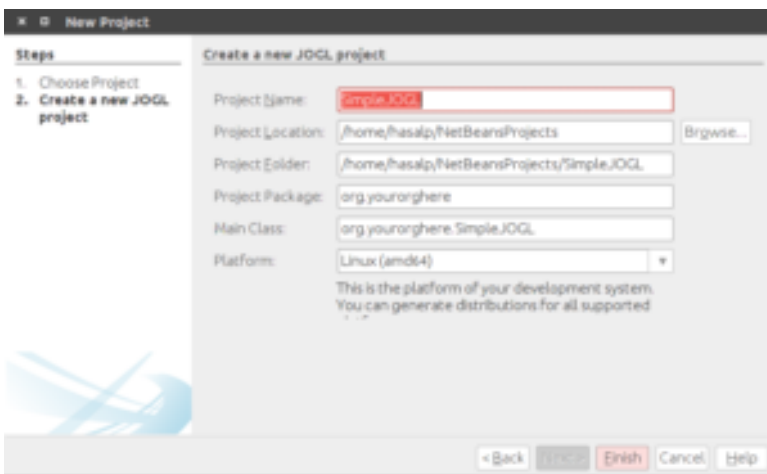 New Project
Steps
1. Choose Project
2. Create a new JOGL
project
Create a new JOGL project
Project Name: SimpleJOGL
Project Location: /home/hasalp/NetBeansProjects Browse...
Project Folder: /home/hasalp/NetBeansProjects/SimpleJOGL
Project Package: org.yourorghere
Main Class: org.yourorghere.SimpleJOGL
Platform: Linux (amd64)
This is the platform of your development system.
You can generate distributions for all supported
< Back Finish Cancel Help